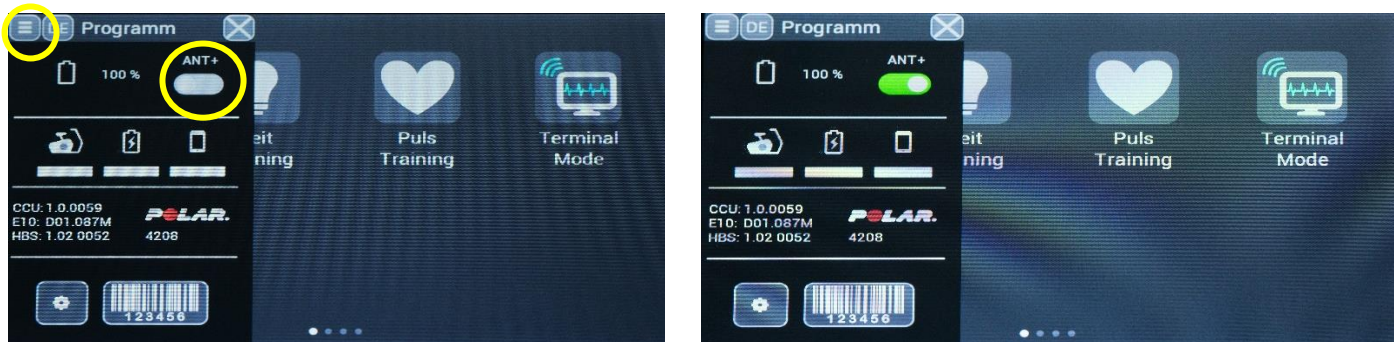 DE Programm
100 %
ANT+
eit
ning
Puls
Training
Terminal
Mode
CCU: 1.0.0059
E10: D01.087M
HBS: 1.02 0052
POLAR.
4208
123456
DE Programm
100 %
ANT+
eit
ning
Puls
Training
Terminal
Mode
CCU: 1.0.0059
E10: D01.087M
HBS: 1.02 0052
POLAR.
4208
123456